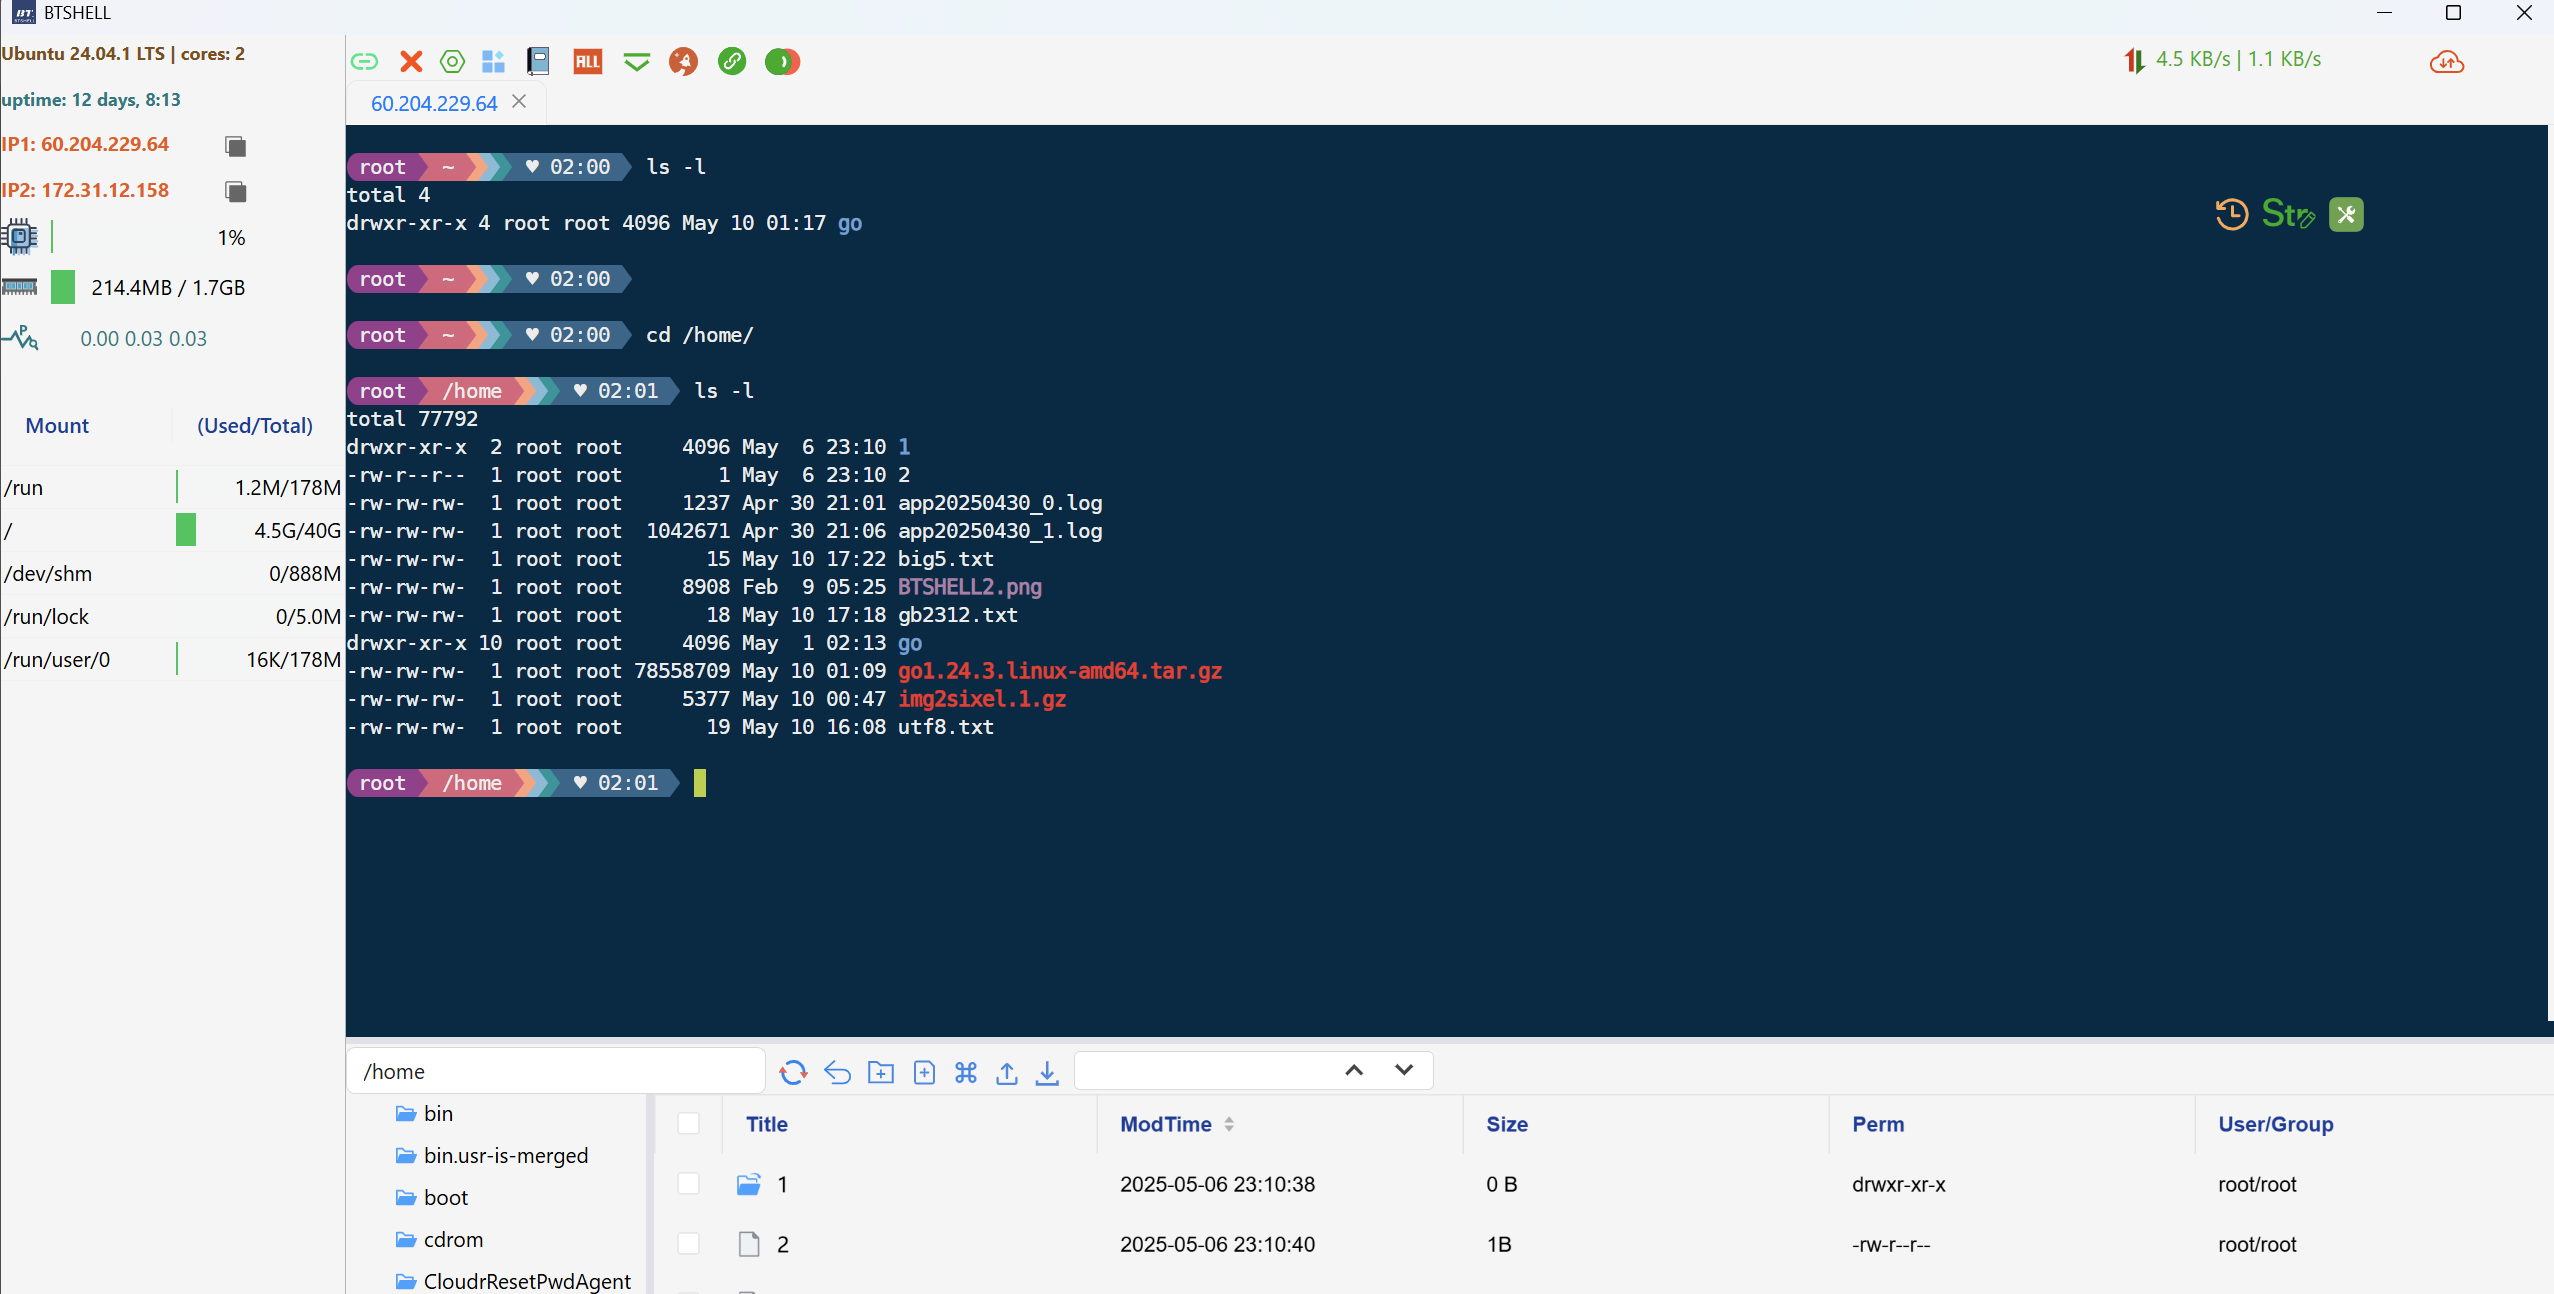 BTSHELL
Ubuntu 24.04.1 LTS | cores: 2
uptime: 12 days, 8:13
IP1: 60.204.229.64
IP2: 172.31.12.158
1%
214.4MB / 1.7GB
0.00 0.03 0.03
Mount (Used/Total)
/run 1.2M/178M
/ 4.5G/40G
/dev/shm 0/888M
/run/lock 0/5.0M
/run/user/0 16K/178M
ALL
4.5 KB/s | 1.1 KB/s
60.204.229.64
root ~ ♥ 02:00 ls -l
total 4
drwxr-xr-x 4 root root 4096 May 10 01:17 go
Str
root ~ ♥ 02:00
root ~ ♥ 02:00 cd /home/
root /home ♥ 02:01 ls -l
total 77792
drwxr-xr-x  2 root root     4096 May  6 23:10 1
-rw-r--r--  1 root root        1 May  6 23:10 2
-rw-rw-rw-  1 root root     1237 Apr 30 21:01 app20250430_0.log
-rw-rw-rw-  1 root root  1042671 Apr 30 21:06 app20250430_1.log
-rw-rw-rw-  1 root root       15 May 10 17:22 big5.txt
-rw-rw-rw-  1 root root     8908 Feb  9 05:25 BTSHELL2.png
-rw-rw-rw-  1 root root       18 May 10 17:18 gb2312.txt
drwxr-xr-x 10 root root     4096 May  1 02:13 go
-rw-rw-rw-  1 root root 78558709 May 10 01:09 go1.24.3.linux-amd64.tar.gz
-rw-rw-rw-  1 root root     5377 May 10 00:47 img2sixel.1.gz
-rw-rw-rw-  1 root root       19 May 10 16:08 utf8.txt
root /home ♥ 02:01
/home
bin
bin.usr-is-merged
boot
cdrom
CloudrResetPwdAgent
Title ModTime Size Perm User/Group
1 2025-05-06 23:10:38 0 B drwxr-xr-x root/root
2 2025-05-06 23:10:40 1B -rw-r--r-- root/root